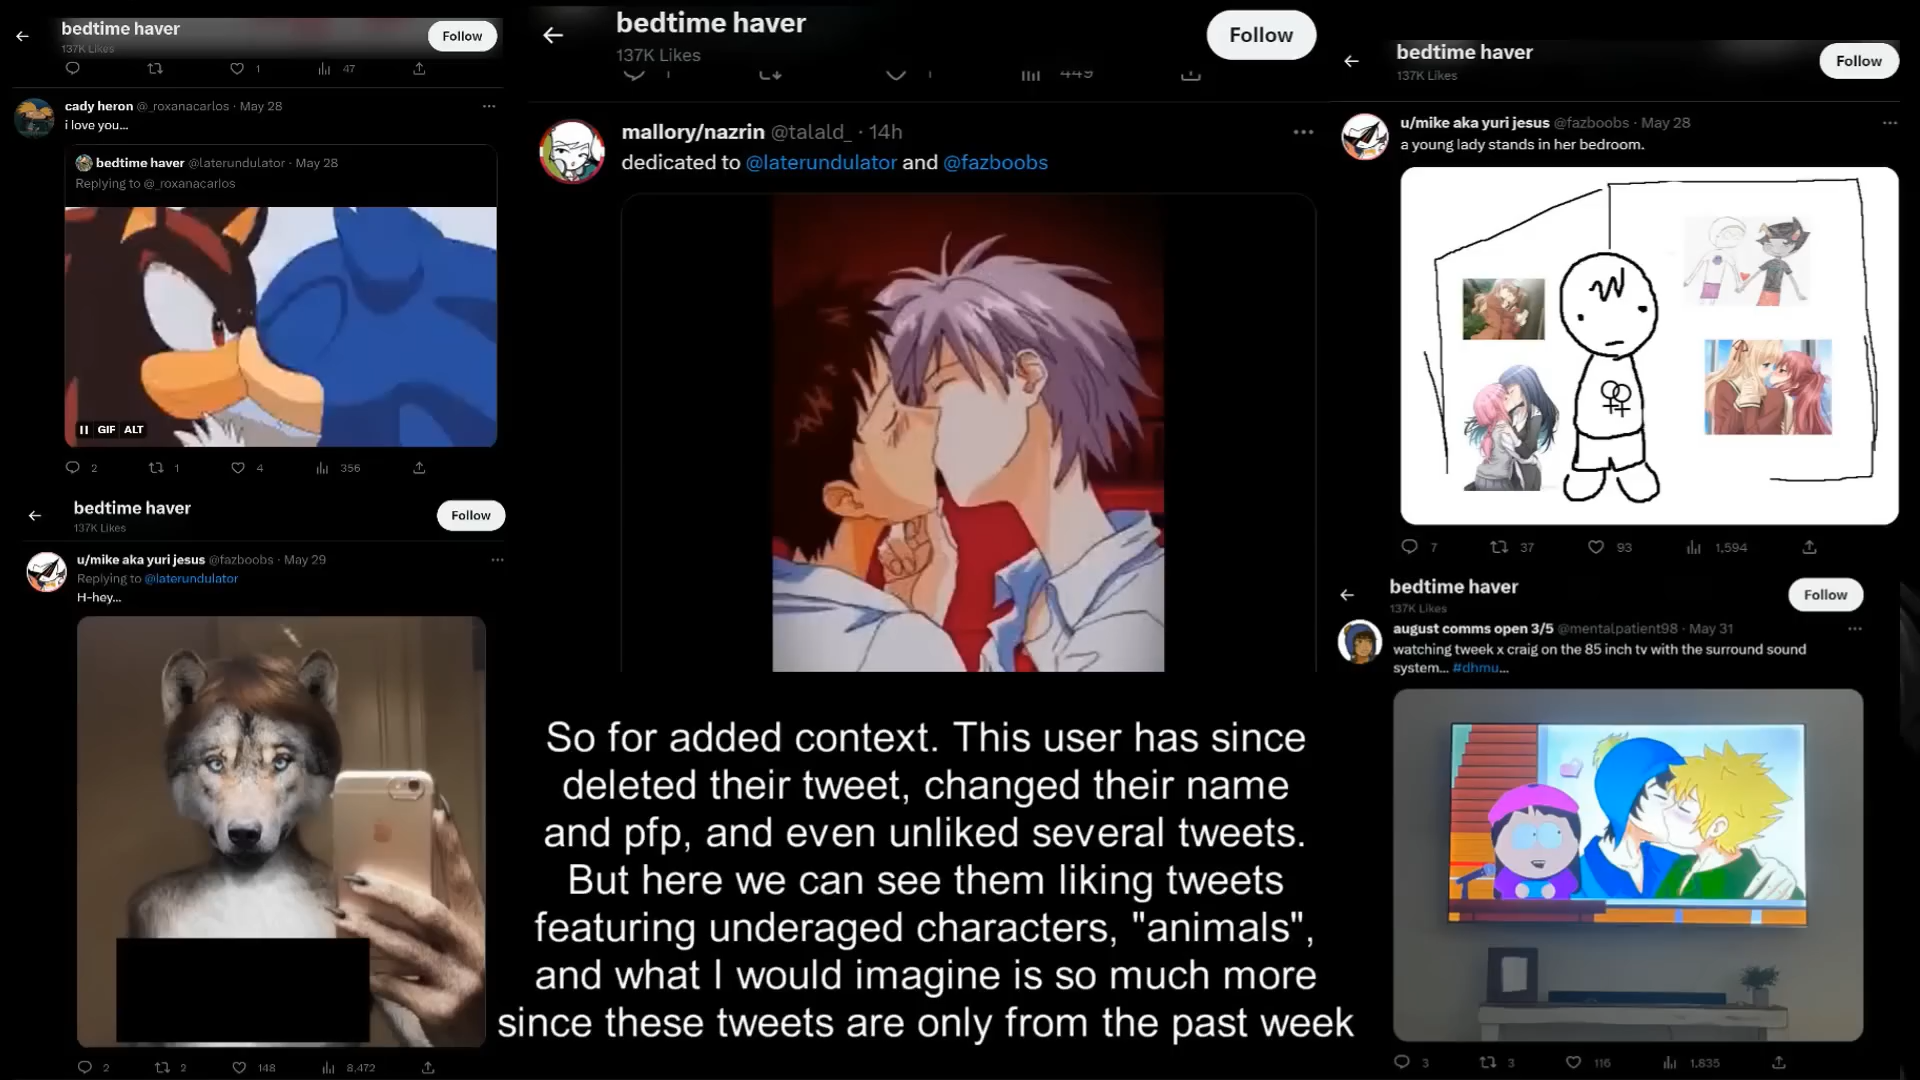 bedtime haver
137K Likes
Follow
1
47
cady heron @_roxanacarlos · May 28
i love you...
bedtime haver @laterundulator · May 28
Replying to @_roxanacarlos
GIF ALT
2
1
4
356
bedtime haver
137K Likes
Follow
u/mike aka yuri jesus @fazboobs · May 29
Replying to @laterundulator
H-hey...
2
2
148
8,472
bedtime haver
137K Likes
Follow
1
1
449
mallory/nazrin @talald_ · 14h
dedicated to @laterundulator and @fazboobs
So for added context. This user has since
deleted their tweet, changed their name
and pfp, and even unliked several tweets.
But here we can see them liking tweets
featuring underaged characters, "animals",
and what I would imagine is so much more
since these tweets are only from the past week
bedtime haver
137K Likes
Follow
u/mike aka yuri jesus @fazboobs · May 28
a young lady stands in her bedroom.
7
37
93
1,594
bedtime haver
137K Likes
Follow
august comms open 3/5 @mentalpatient98 · May 31
watching tweek x craig on the 85 inch tv with the surround sound
system... #dhmu...
3
3
116
1,835